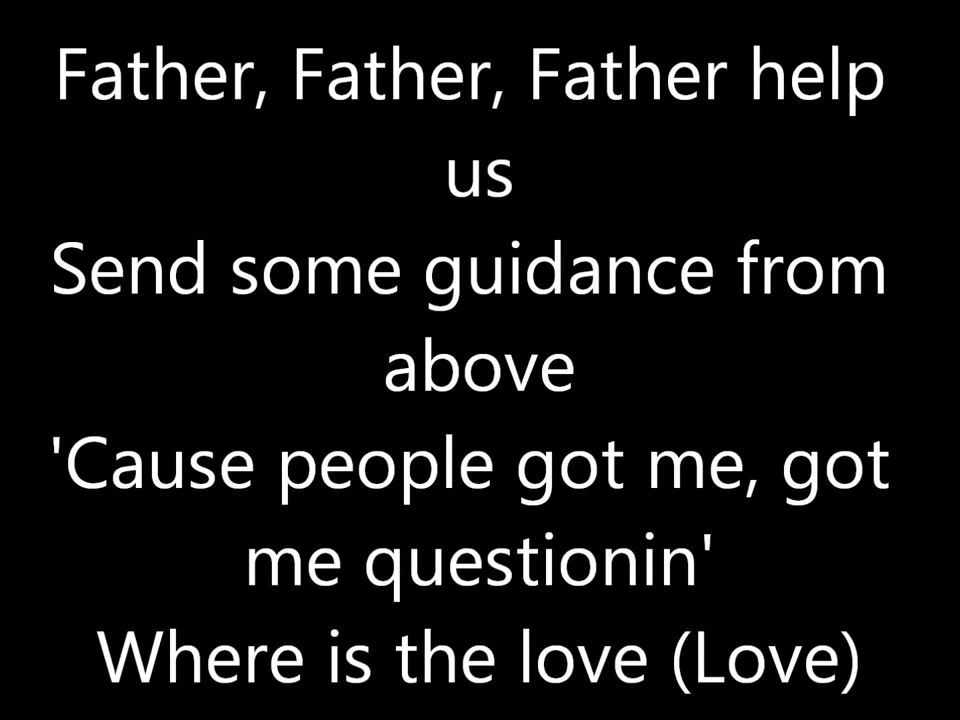 Father, Father, Father help
us
Send some guidance from
above
'Cause people got me, got
me questionin'
Where is the love (Love)